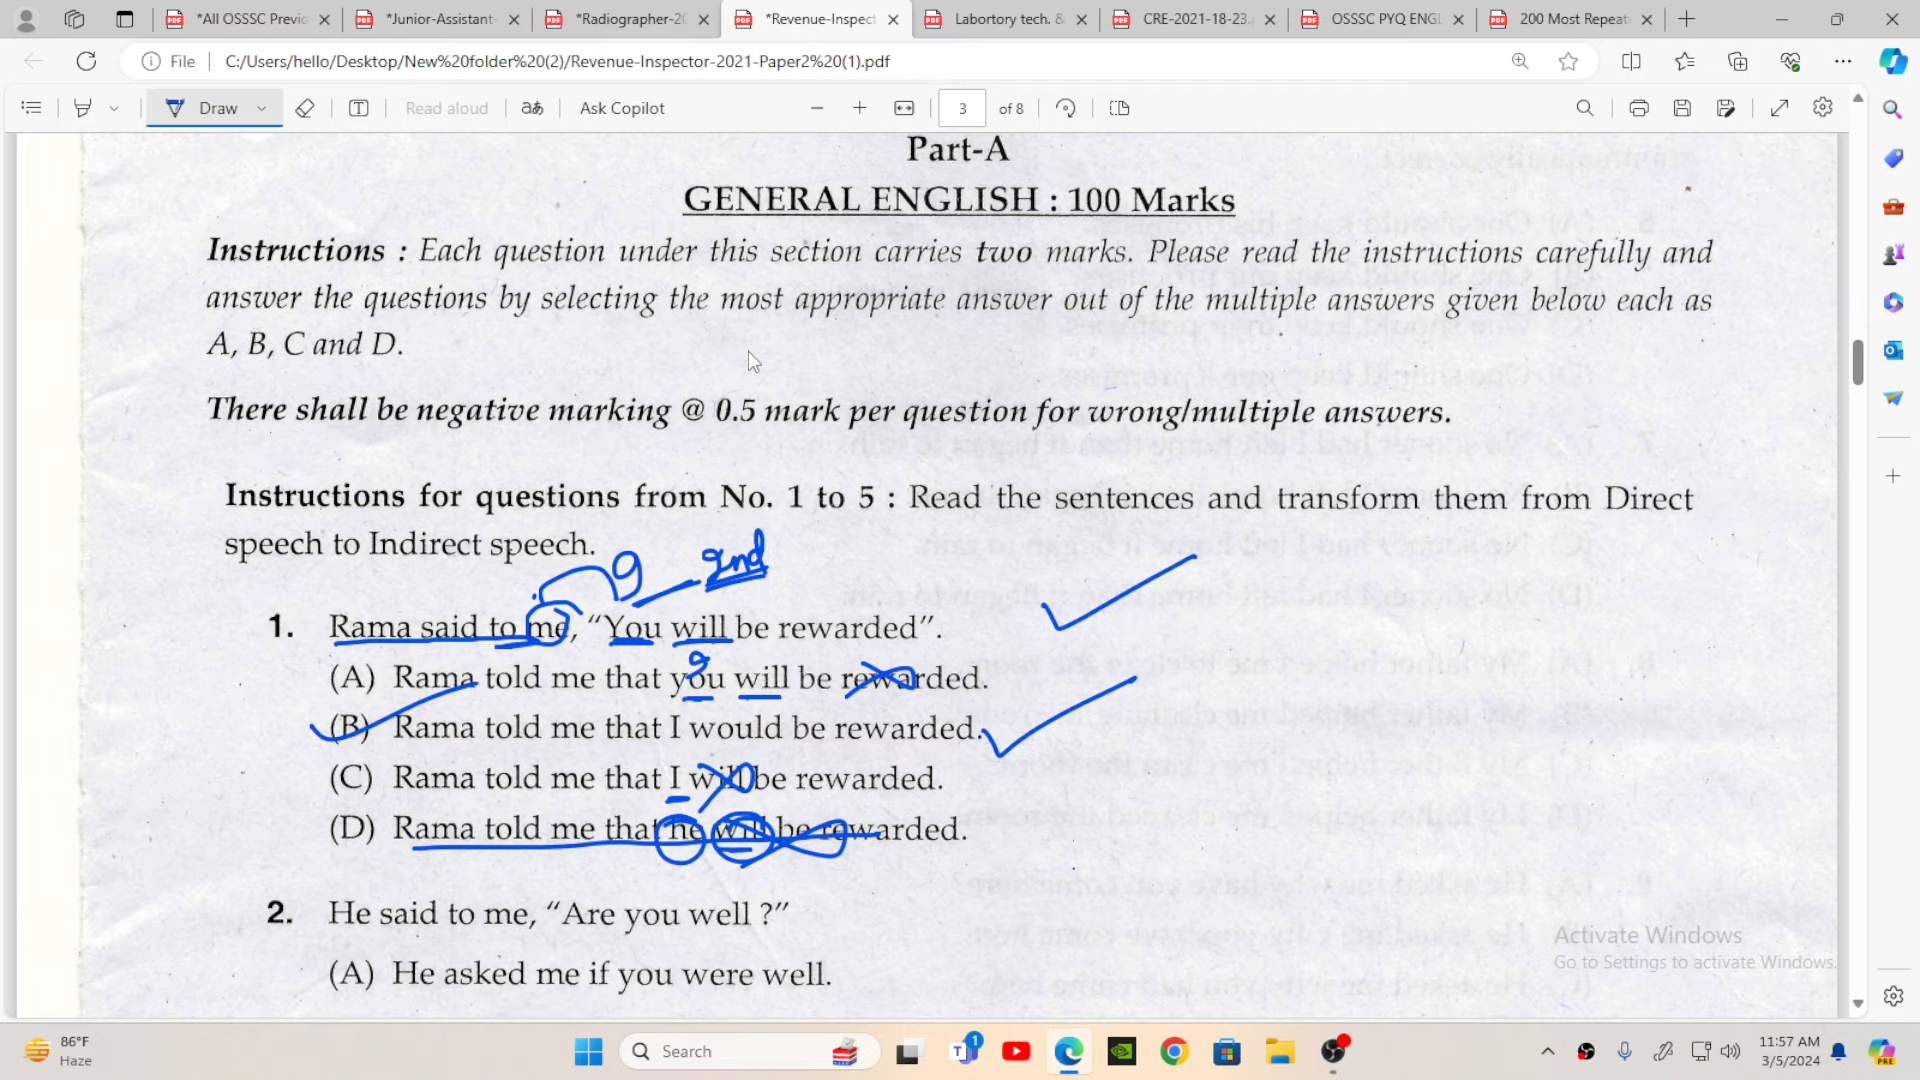 *All OSSSC Previo
*Junior-Assistant-
*Radiographer-20
*Revenue-Inspect
Labortory tech. &
CRE-2021-18-23.p
OSSSC PYQ ENGL
200 Most Repeat
File
C:/Users/hello/Desktop/New%20folder%20(2)/Revenue-Inspector-2021-Paper2%20(1).pdf
Draw
Read aloud
Ask Copilot
3
of 8
Part-A
GENERAL ENGLISH : 100 Marks
Instructions : Each question under this section carries two marks. Please read the instructions carefully and
answer the questions by selecting the most appropriate answer out of the multiple answers given below each as
A, B, C and D.
There shall be negative marking @ 0.5 mark per question for wrong/multiple answers.
Instructions for questions from No. 1 to 5 : Read the sentences and transform them from Direct
speech to Indirect speech.
2nd
1. Rama said to me, “You will be rewarded”.
(A) Rama told me that you will be rewarded.
(B) Rama told me that I would be rewarded.
(C) Rama told me that I will be rewarded.
(D) Rama told me that he will be rewarded.
2. He said to me, “Are you well ?”
(A) He asked me if you were well.
Activate Windows
Go to Settings to activate Windows.
86°F
Haze
Search
1
11:57 AM
3/5/2024
PRE